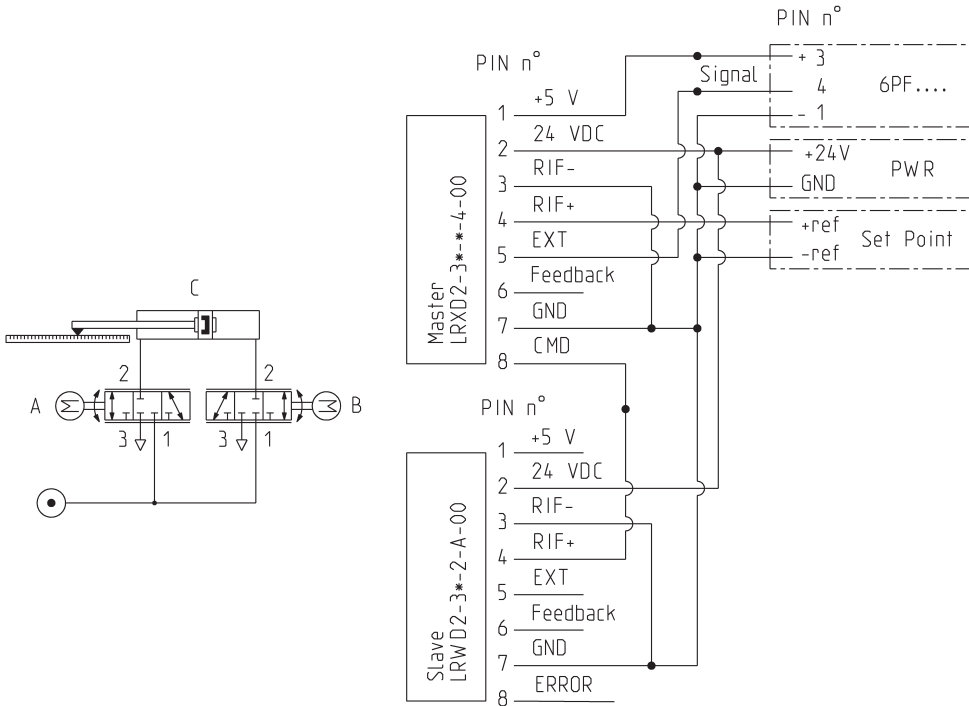 PIN n°
+ 3
Signal
4
6PF....
- 1
+24V
PWR
GND
+ref
Set Point
-ref
PIN n°
1 +5 V
2 24 VDC
3 RIF-
4 RIF+
5 EXT
6 Feedback
7 GND
8 CMD
Master
LRXD2-3*-*-4-00
PIN n°
1 +5 V
2 24 VDC
3 RIF-
4 RIF+
5 EXT
6 Feedback
7 GND
8 ERROR
Slave
LRWD2-3*-2-A-00
C
2 2
A M M B
3 1 3 1